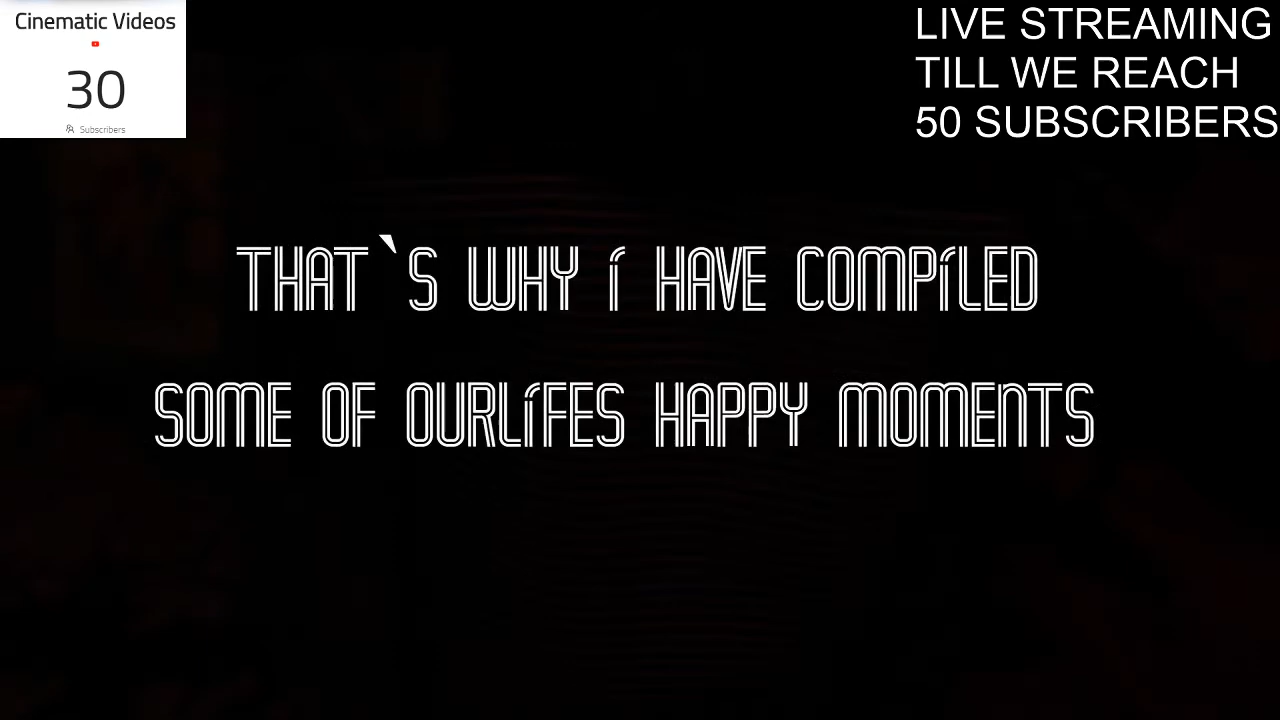 Cinematic Videos
30
Subscribers
LIVE STREAMING
TILL WE REACH
50 SUBSCRIBERS
THAT`S WHY i HAVE COMPiLED
SOME OF OURLiFES HAPPY MOMENTS